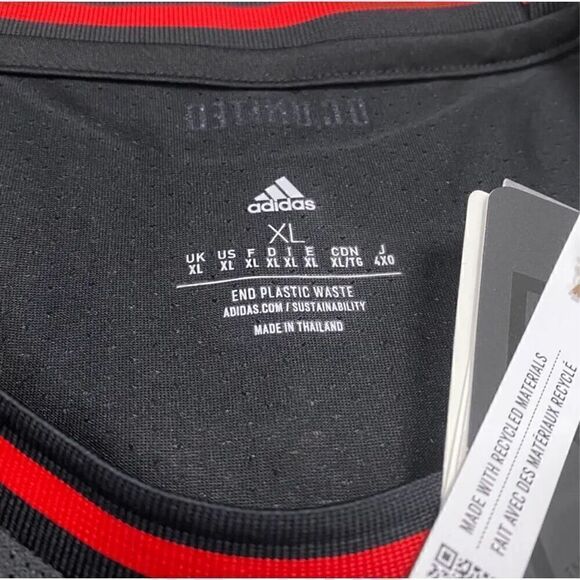 D.C. UNITED
adidas
XL
UK US F D I E CDN J
XL XL XL XL XL XL XL/TG 4XO
END PLASTIC WASTE
ADIDAS.COM / SUSTAINABILITY
MADE IN THAILAND
MADE WITH RECYCLED MATERIALS
FAIT AVEC DES MATÉRIAUX RECYCLÉ